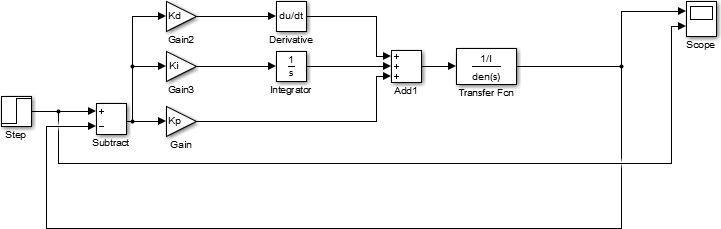 Kd
du/dt
Gain2
Derivative
Scope
Ki
1
s
+
+
+
1/I
den(s)
Gain3
Integrator
Add1
Transfer Fcn
+
−
Kp
Step
Subtract
Gain